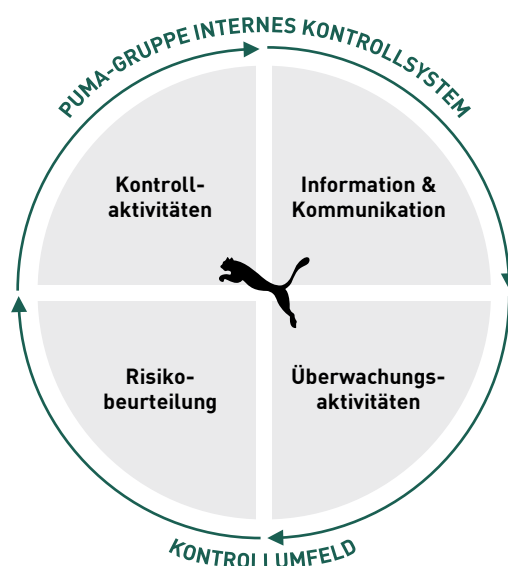 PUMA-GRUPPE INTERNES KONTROLLSYSTEM
Kontroll-
aktivitäten
Information &
Kommunikation
Risiko-
beurteilung
Überwachungs-
aktivitäten
KONTROLLUMFELD